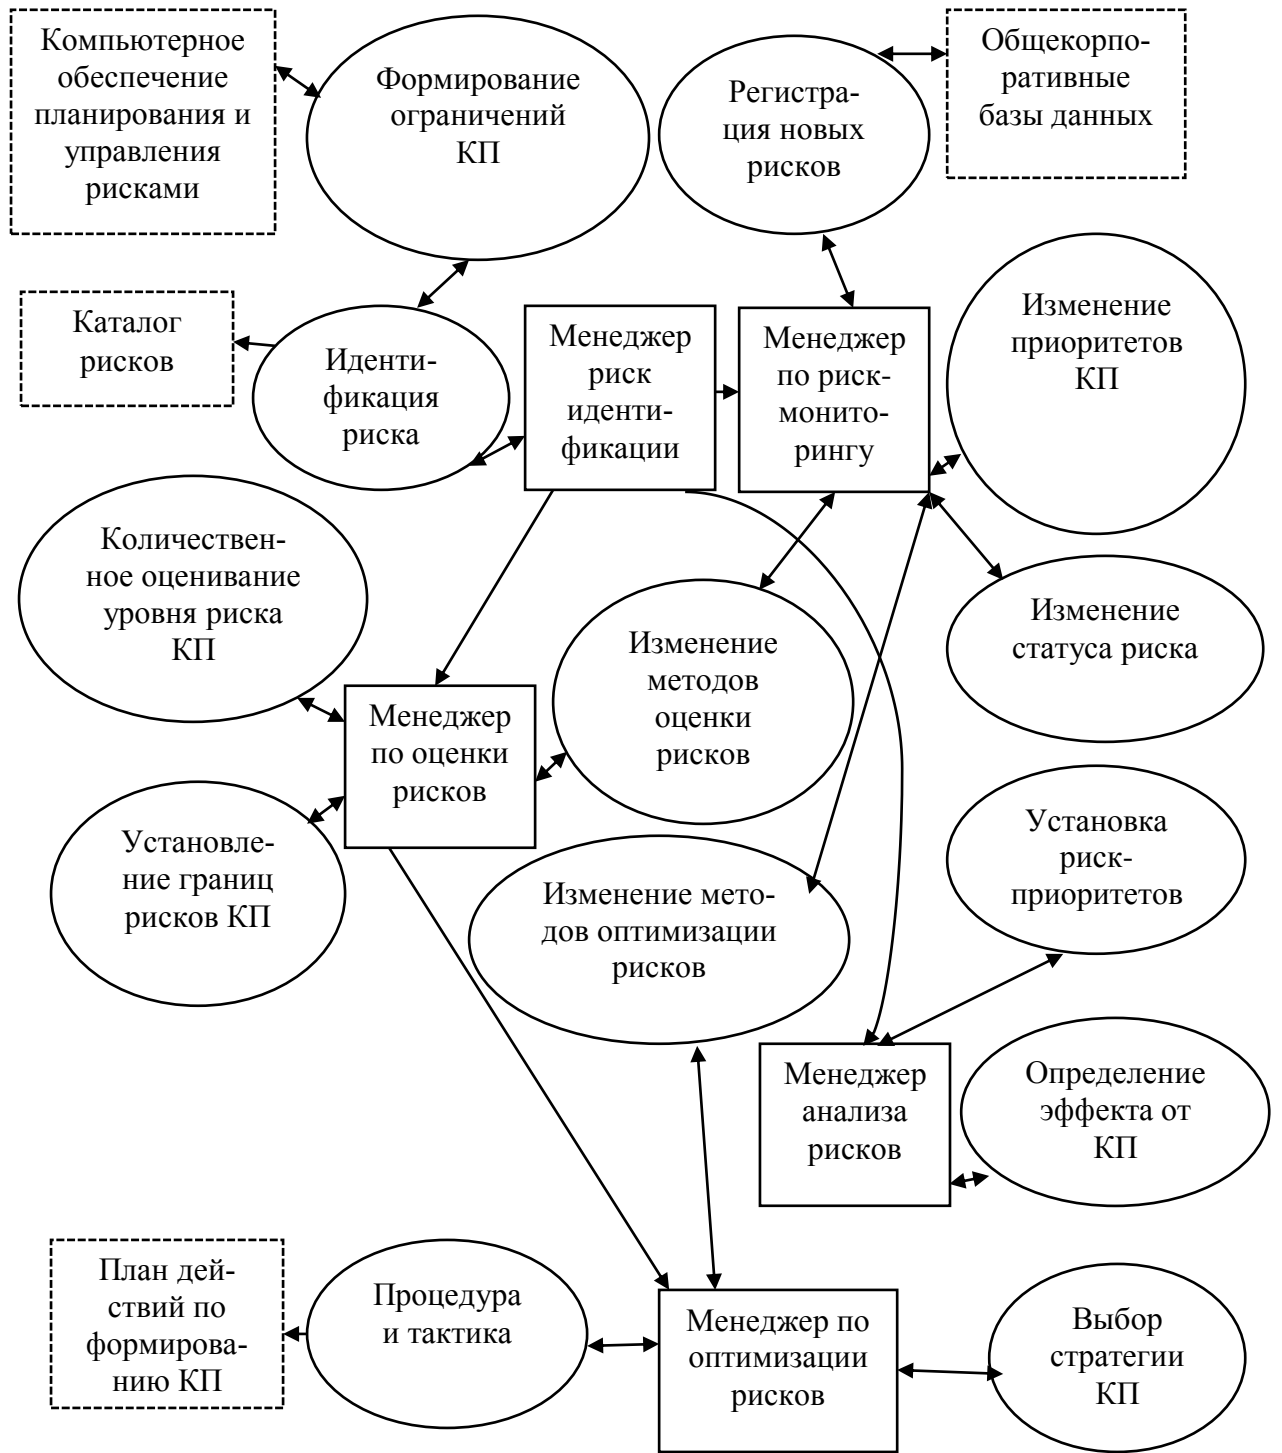 Компьютерное
обеспечение
планирования и
управления
рисками
Формирование
ограничений
КП
Регистра-
ция новых
рисков
Общекорпо-
ративные
базы данных
Каталог
рисков
Иденти-
фикация
риска
Менеджер
риск
иденти-
фикации
Менеджер
по риск-
монито-
рингу
Изменение
приоритетов
КП
Количествен-
ное оценивание
уровня риска
КП
Изменение
методов
оценки
рисков
Изменение
статуса риска
Менеджер
по оценки
рисков
Установле-
ние границ
рисков КП
Изменение мето-
дов оптимизации
рисков
Установка
риск-
приоритетов
Менеджер
анализа
рисков
Определение
эффекта от
КП
План дей-
ствий по
формирова-
нию КП
Процедура
и тактика
Менеджер по
оптимизации
рисков
Выбор
стратегии
КП